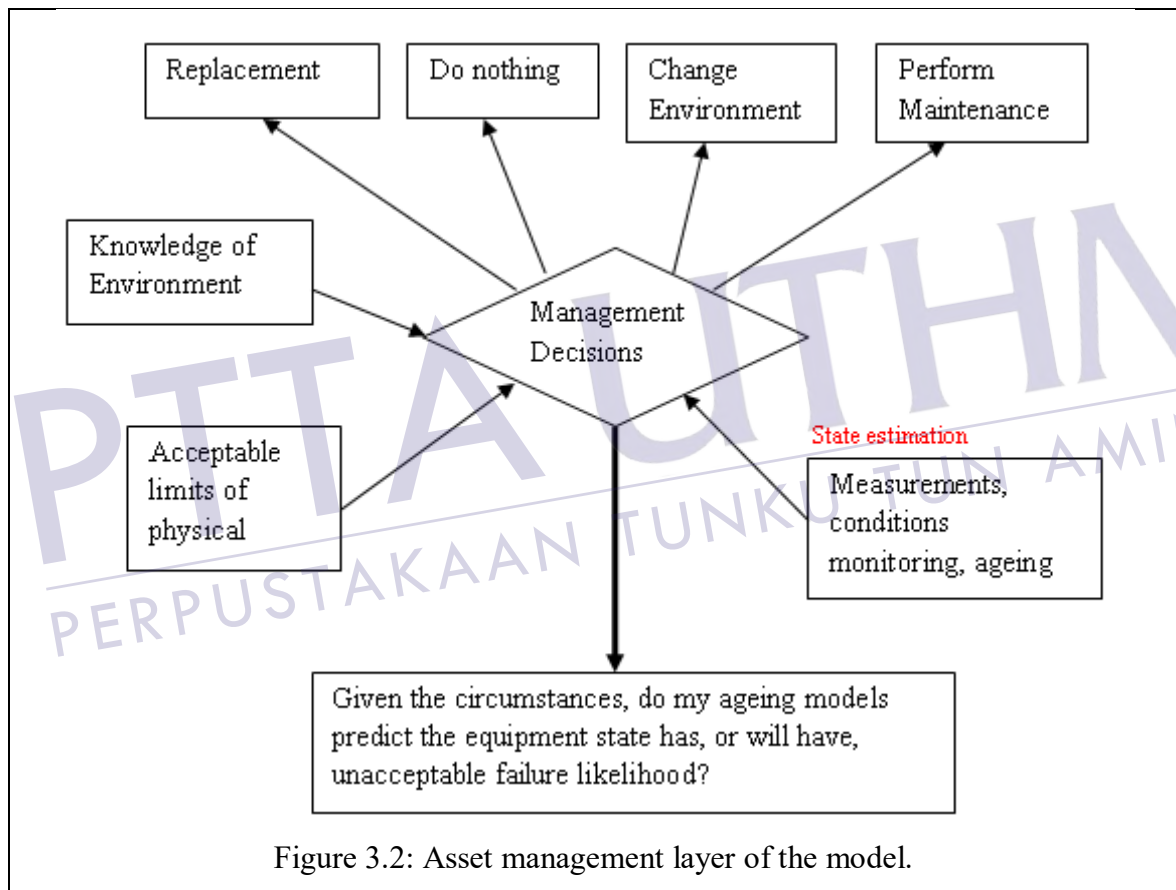 Replacement
Do nothing
Change
Environment
Perform
Maintenance
Knowledge of
Environment
Management
Decisions
Acceptable
limits of
physical
State estimation
Measurements,
conditions
monitoring, ageing
Given the circumstances, do my ageing models
predict the equipment state has, or will have,
unacceptable failure likelihood?
Figure 3.2: Asset management layer of the model.
PTTA UTHM
PERPUSTAKAAN TUNKU TUN AMI